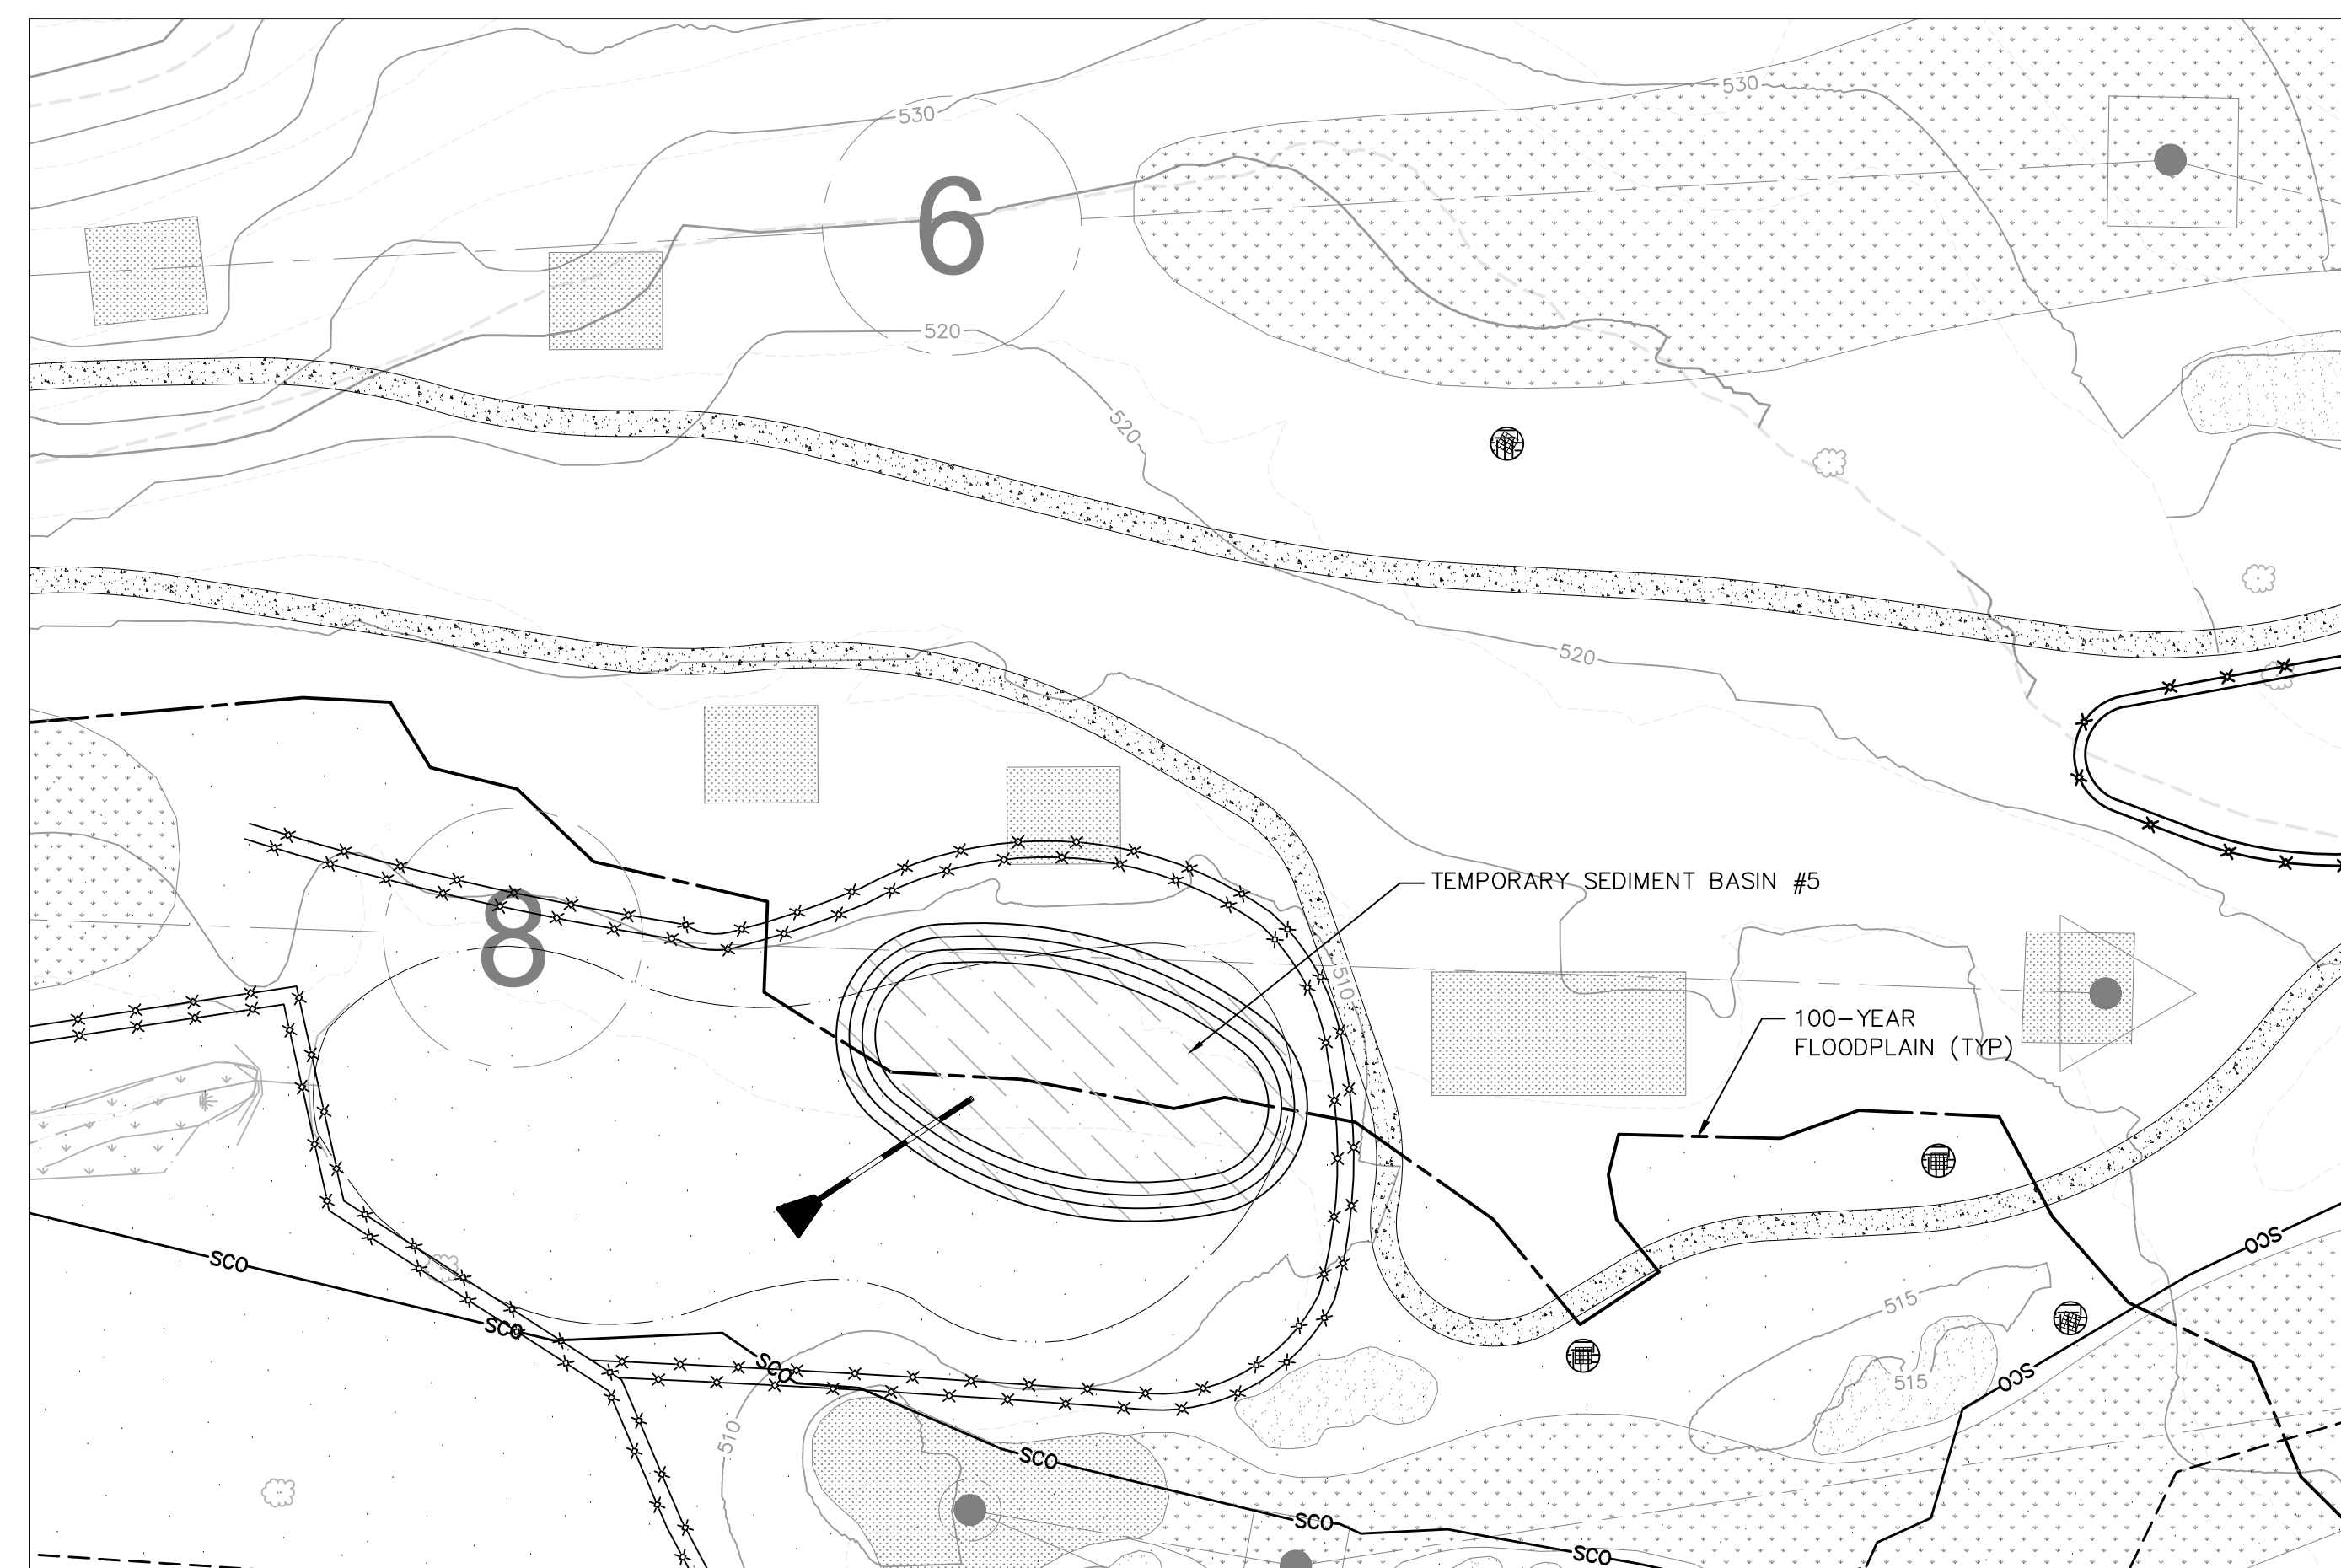 530
530
6
520
520
520
TEMPORARY SEDIMENT BASIN #5
8
510
100-YEAR
FLOODPLAIN (TYP)
SCO
SCO
515
SCO
SCO
515
SCO
510
SCO
SCO
SCO